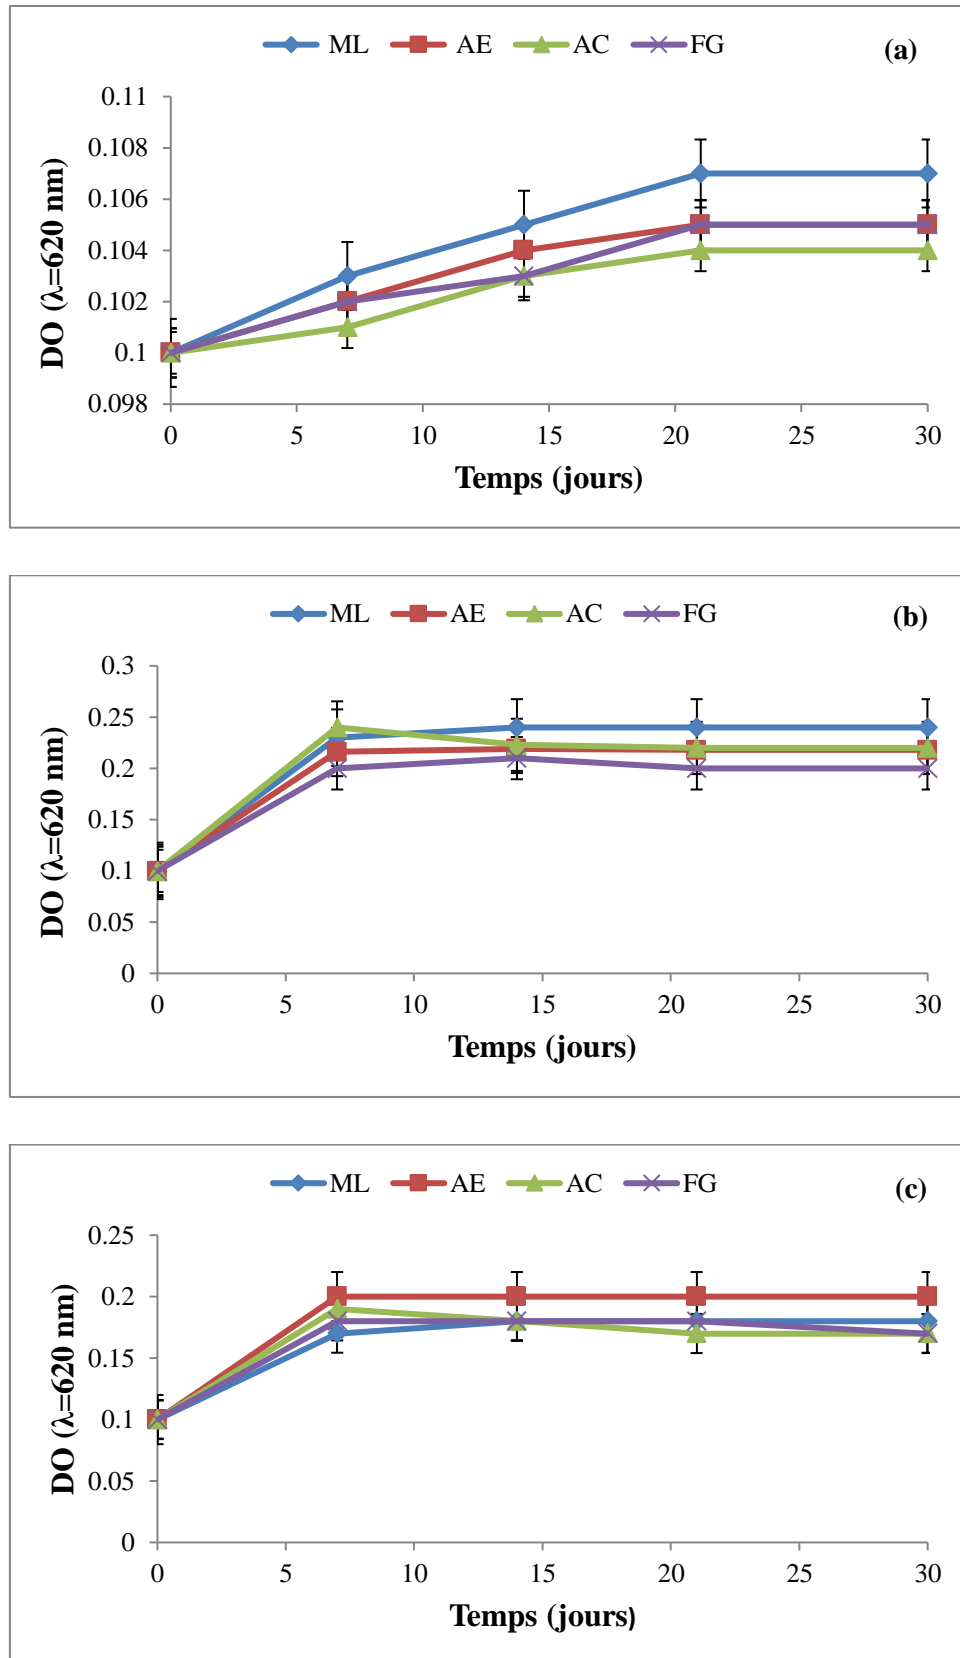 ML AE AC FG (a)
0.11
0.108
0.106
0.104
0.102
0.1
0.098
DO (λ=620 nm)
0 5 10 15 20 25 30
Temps (jours)
ML AE AC FG (b)
0.3
0.25
0.2
0.15
0.1
0.05
0
DO (λ=620 nm)
0 5 10 15 20 25 30
Temps (jours)
ML AE AC FG (c)
0.25
0.2
0.15
0.1
0.05
0
DO (λ=620 nm)
0 5 10 15 20 25 30
Temps (jours)